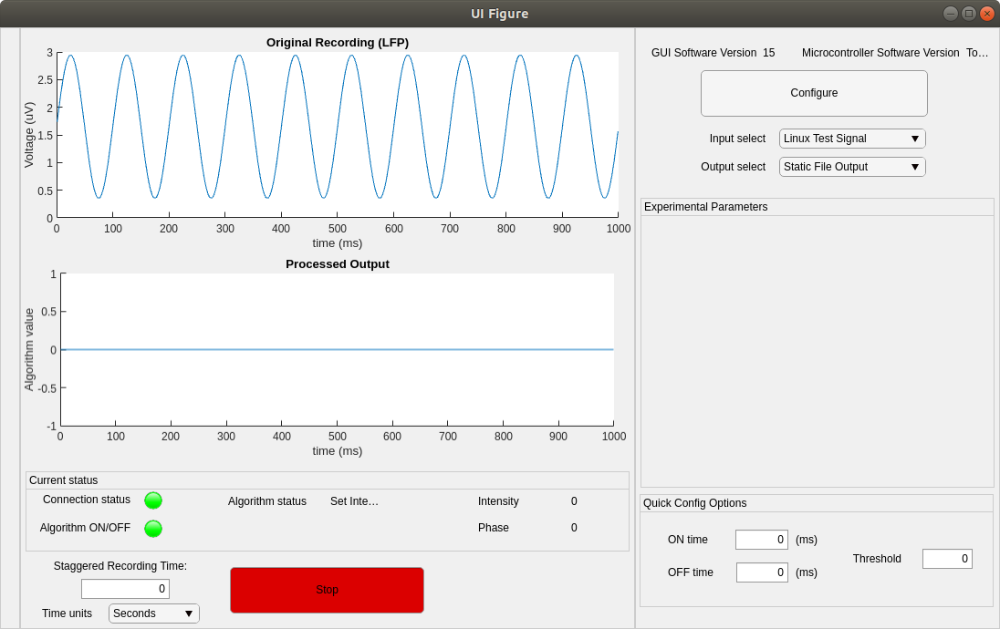 UI Figure
Original Recording (LFP)
Voltage (uV)
3
2.5
2
1.5
1
0.5
0
0 100 200 300 400 500 600 700 800 900 1000
time (ms)
Processed Output
Algorithm value
1
0.5
0
-0.5
-1
0 100 200 300 400 500 600 700 800 900 1000
time (ms)
Current status
Connection status
Algorithm status Set Inte…
Intensity 0
Algorithm ON/OFF
Phase 0
Staggered Recording Time:
0
Time units Seconds
Stop
GUI Software Version 15
Microcontroller Software Version To…
Configure
Input select Linux Test Signal
Output select Static File Output
Experimental Parameters
Quick Config Options
ON time 0 (ms)
OFF time 0 (ms)
Threshold 0